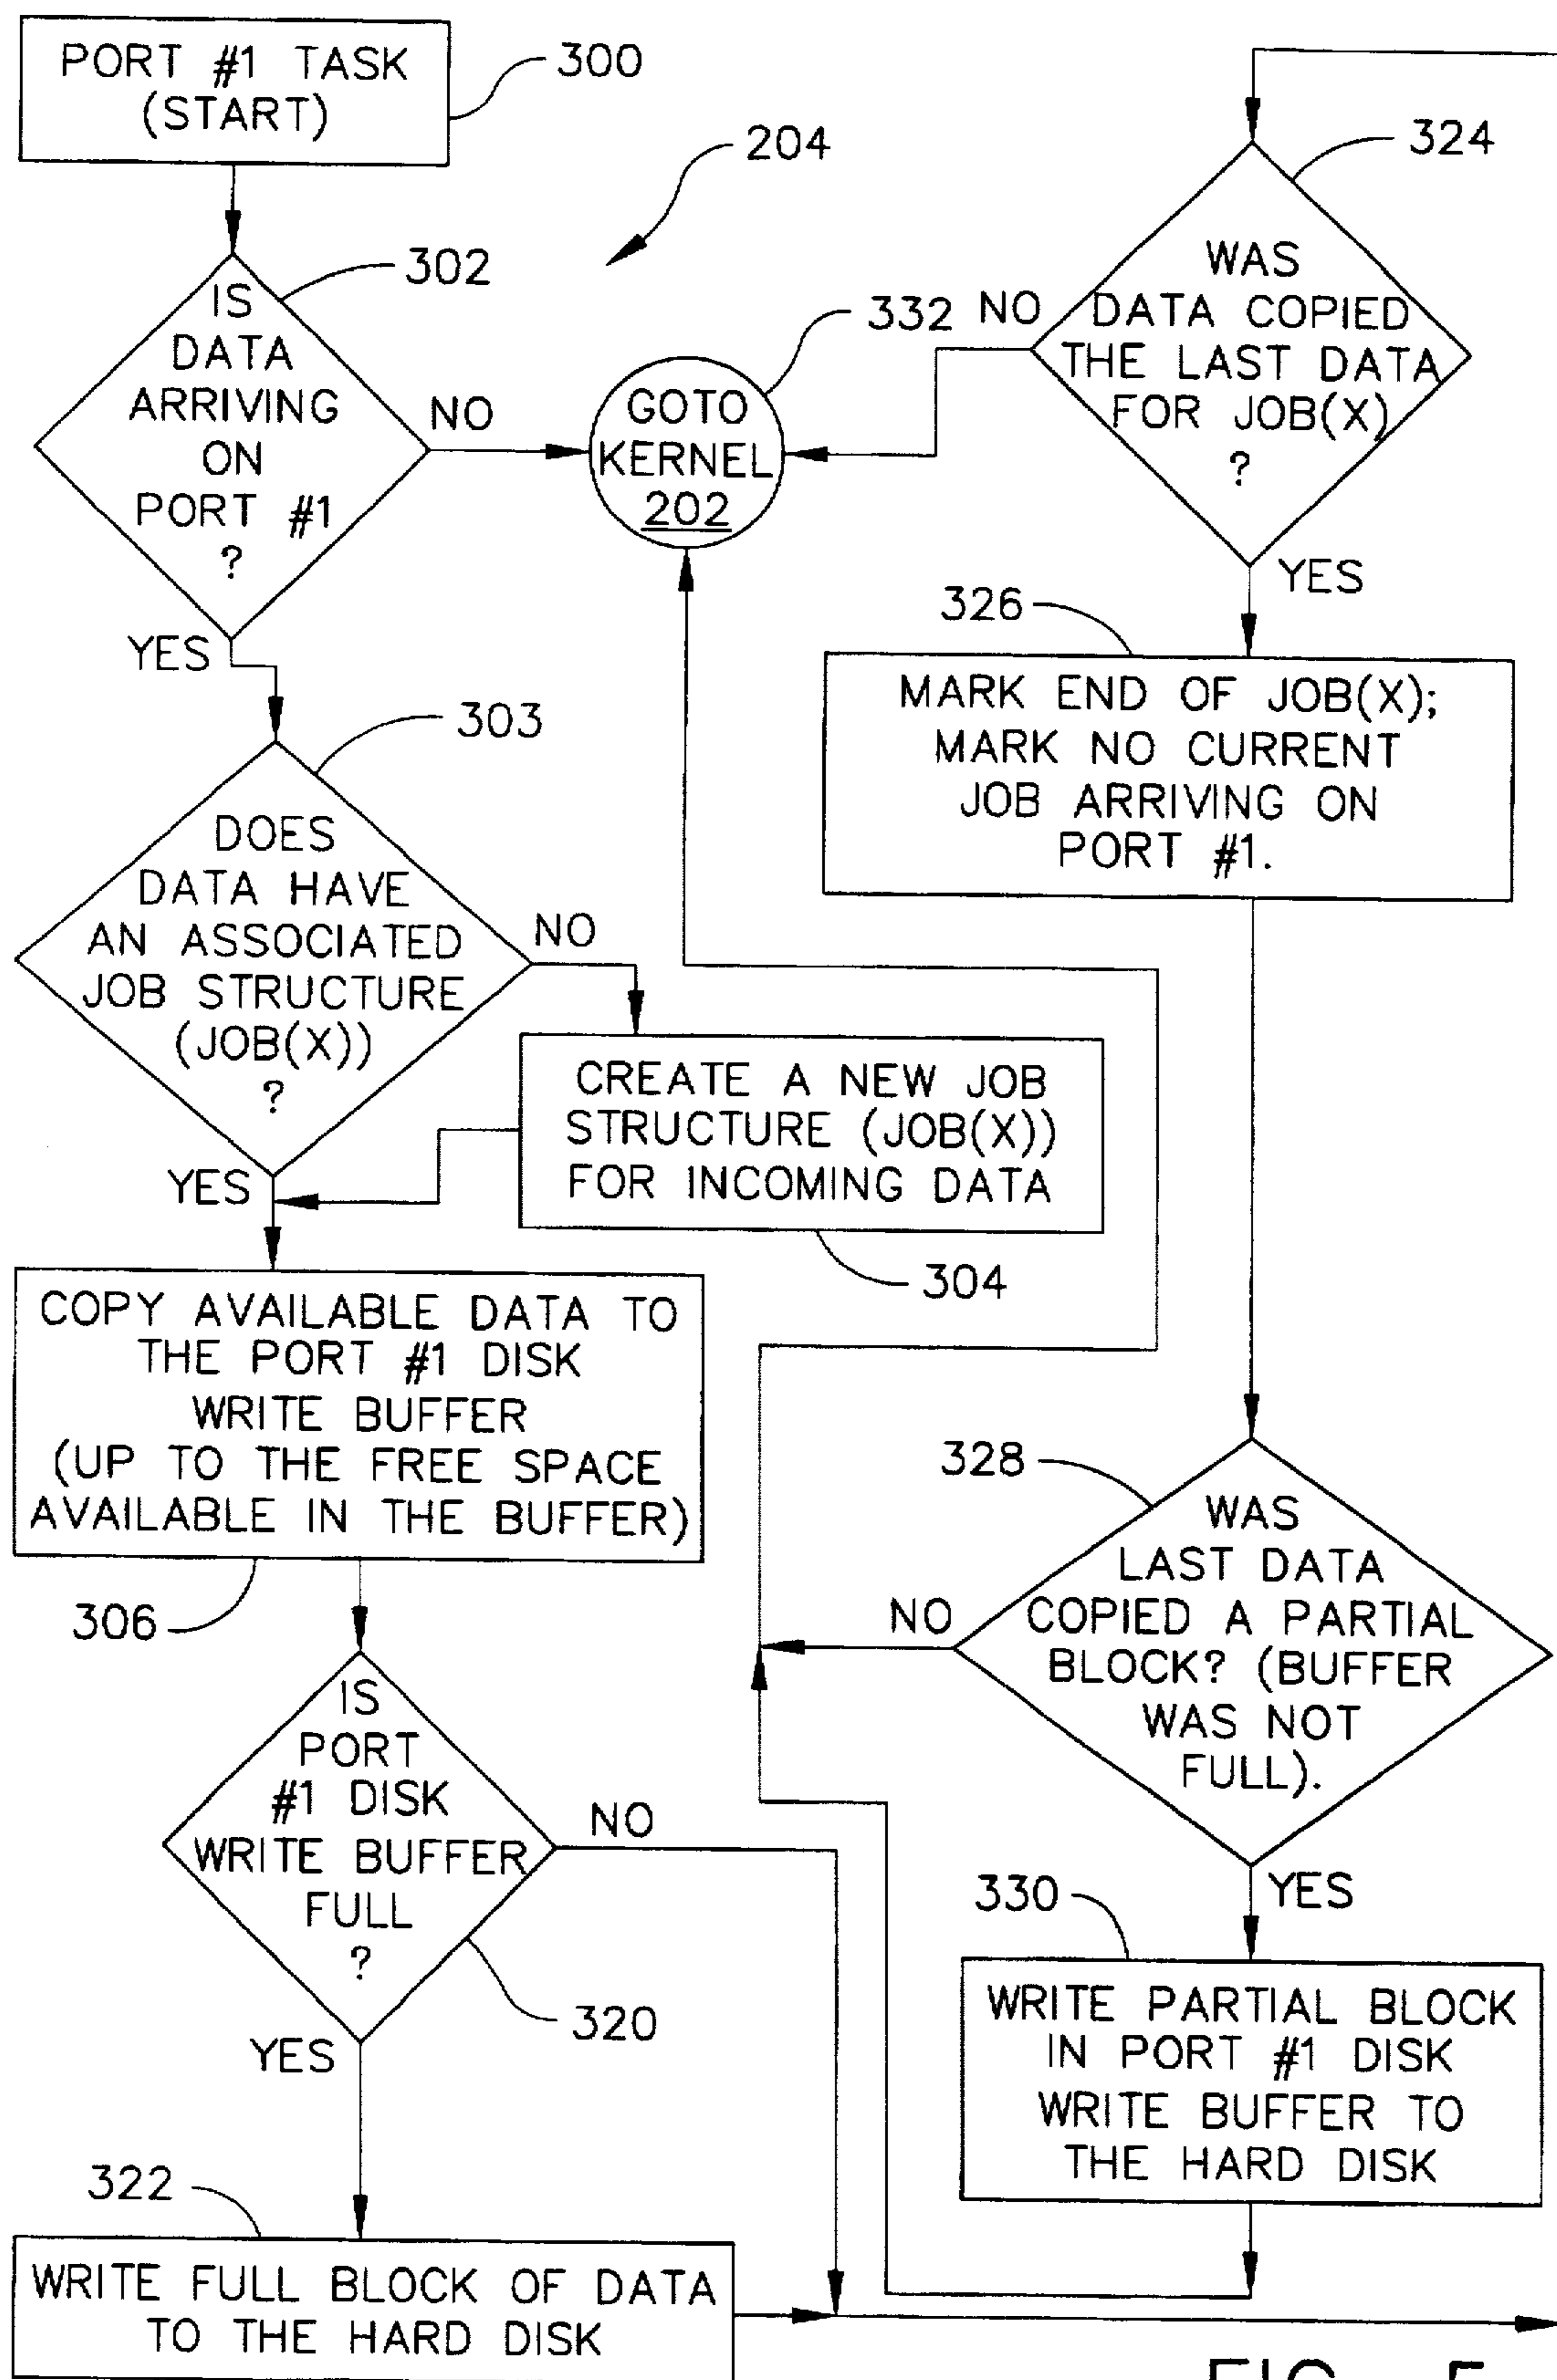 PORT #1 TASK
(START)
300
204
302
IS
DATA
ARRIVING
ON
PORT #1
?
NO
YES
GOTO
KERNEL
202
332
303
DOES
DATA HAVE
AN ASSOCIATED
JOB STRUCTURE
(JOB(X))
?
NO
YES
CREATE A NEW JOB
STRUCTURE (JOB(X))
FOR INCOMING DATA
304
COPY AVAILABLE DATA TO
THE PORT #1 DISK
WRITE BUFFER
(UP TO THE FREE SPACE
AVAILABLE IN THE BUFFER)
306
IS
PORT
#1 DISK
WRITE BUFFER
FULL
?
NO
320
YES
322
WRITE FULL BLOCK OF DATA
TO THE HARD DISK
324
WAS
DATA COPIED
THE LAST DATA
FOR JOB(X)
?
NO
YES
326
MARK END OF JOB(X);
MARK NO CURRENT
JOB ARRIVING ON
PORT #1.
328
WAS
LAST DATA
COPIED A PARTIAL
BLOCK? (BUFFER
WAS NOT
FULL).
NO
YES
330
WRITE PARTIAL BLOCK
IN PORT #1 DISK
WRITE BUFFER TO
THE HARD DISK